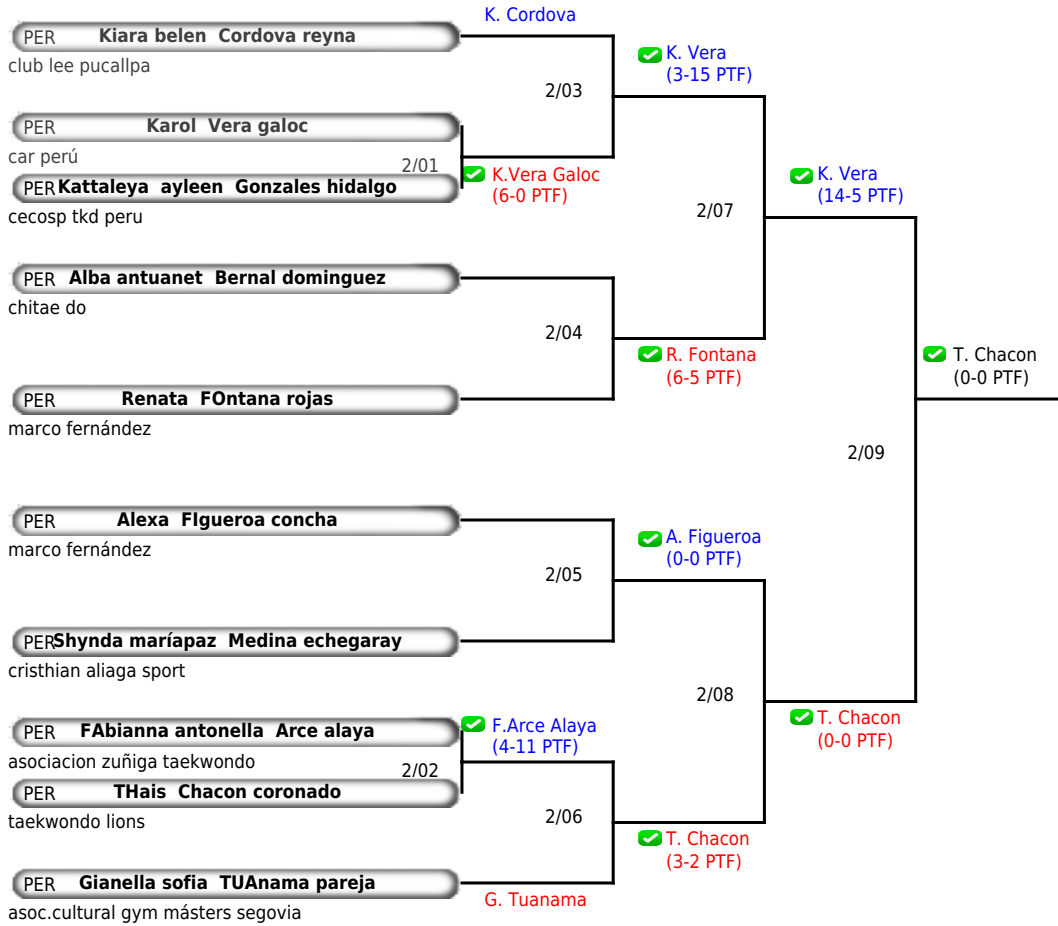 K. Cordova
PER Kiara belen Cordova reyna
club lee pucallpa
K. Vera
(3-15 PTF)
2/03
PER Karol Vera galoc
car perú
2/01
K.Vera Galoc
(6-0 PTF)
K. Vera
(14-5 PTF)
PER Kattaleya ayleen Gonzales hidalgo
cecosp tkd peru
2/07
PER Alba antuanet Bernal dominguez
chitae do
2/04
R. Fontana
(6-5 PTF)
T. Chacon
(0-0 PTF)
PER Renata FOntana rojas
marco fernández
2/09
PER Alexa FIgueroa concha
marco fernández
A. Figueroa
(0-0 PTF)
2/05
PER Shynda maríapaz Medina echegaray
cristhian aliaga sport
2/08
T. Chacon
(0-0 PTF)
PER FAbianna antonella Arce alaya
asociacion zuñiga taekwondo
F.Arce Alaya
(4-11 PTF)
2/02
PER THais Chacon coronado
taekwondo lions
2/06
T. Chacon
(3-2 PTF)
PER Gianella sofia TUAnama pareja
asoc.cultural gym másters segovia
G. Tuanama